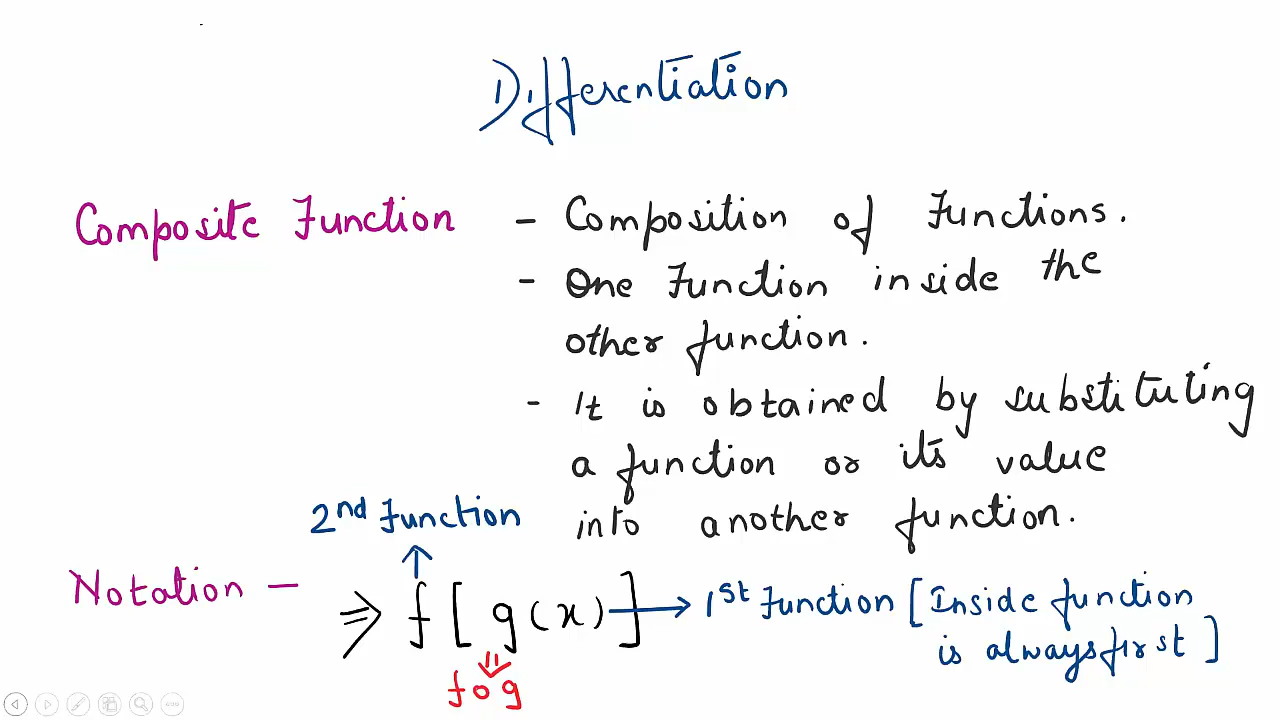 Differentiation
Composite Function - Composition of Functions.
- One Function inside the
other function.
- It is obtained by substituting
a function or its value
into another function.
2nd Function
Notation — ⇒ f[g(x)] → 1st Function [Inside function
is always first]
fog